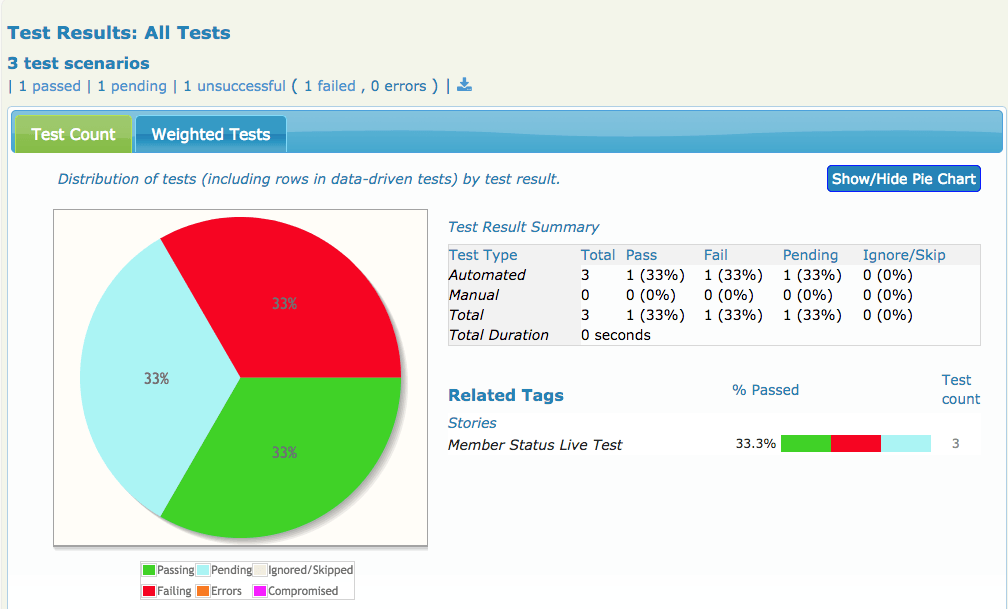 Test Results: All Tests
3 test scenarios
| 1 passed | 1 pending | 1 unsuccessful ( 1 failed , 0 errors ) |
Test Count Weighted Tests
Distribution of tests (including rows in data-driven tests) by test result.
Show/Hide Pie Chart
33%
33%
33%
Passing Pending Ignored/Skipped
Failing Errors Compromised
Test Result Summary
Test Type Total Pass Fail Pending Ignore/Skip
Automated 3 1 (33%) 1 (33%) 1 (33%) 0 (0%)
Manual 0 0 (0%) 0 (0%) 0 (0%) 0 (0%)
Total 3 1 (33%) 1 (33%) 1 (33%) 0 (0%)
Total Duration 0 seconds
Related Tags % Passed Test count
Stories
Member Status Live Test 33.3% 3